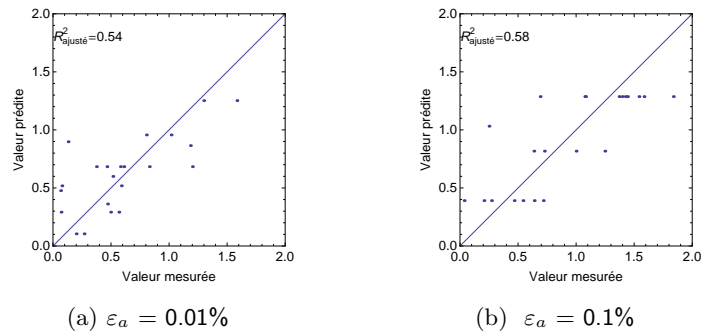 2.0
R²ajusté=0.54
1.5
1.0
0.5
0.0
0.0 0.5 1.0 1.5 2.0
Valeur prédite
Valeur mesurée
(a) εa = 0.01%
2.0
R²ajusté=0.58
1.5
1.0
0.5
0.0
0.0 0.5 1.0 1.5 2.0
Valeur prédite
Valeur mesurée
(b) εa = 0.1%